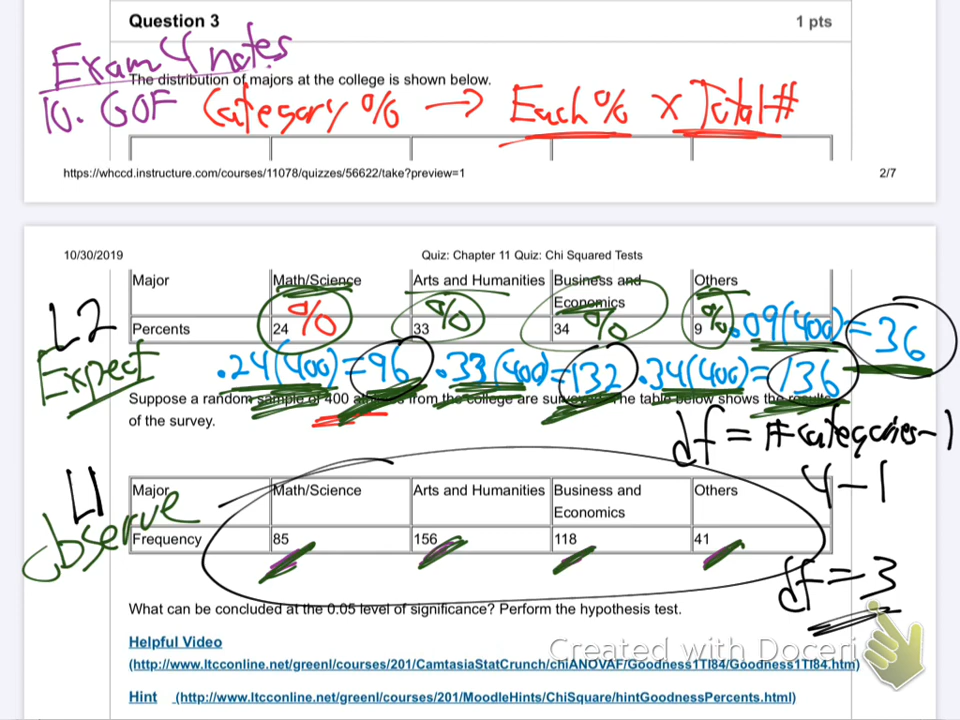 Question 3 1 pts
Exam 4 notes
The distribution of majors at the college is shown below.
10. GOF Category % → Each % x Total #
https://whccd.instructure.com/courses/11078/quizzes/56622/take?preview=1 2/7
10/30/2019 Quiz: Chapter 11 Quiz: Chi Squared Tests
Major Math/Science Arts and Humanities Business and Economics Others
L2 % % % %
Percents 24 33 34 9 .09(400)=36
Expect .24(400)=96 .33(400)=132 .34(400)=136
Suppose a random sample of 400 from the college are surveyed. The table below shows the results
of the survey.
df = # categories-1
4-1
L1 Major Math/Science Arts and Humanities Business and Economics Others
Observe Frequency 85 156 118 41
df=3
What can be concluded at the 0.05 level of significance? Perform the hypothesis test.
Helpful Video
Created with Doceri
(http://www.ltcconline.net/greenl/courses/201/CamtasiaStatCrunch/chiANOVAF/Goodness1TI84/Goodness1TI84.htm)
Hint (http://www.ltcconline.net/greenl/courses/201/MoodleHints/ChiSquare/hintGoodnessPercents.html)